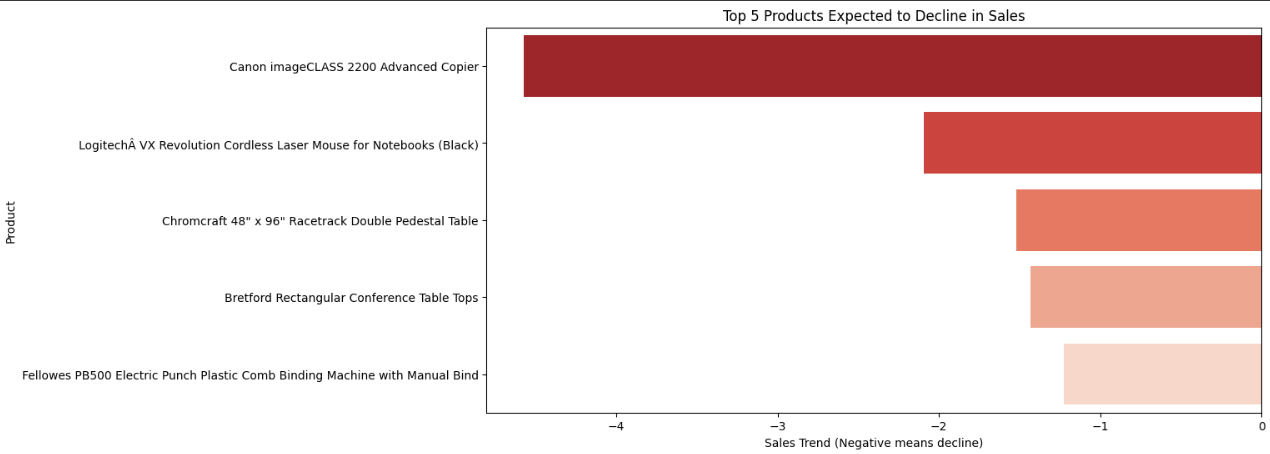 Top 5 Products Expected to Decline in Sales
Product
Canon imageCLASS 2200 Advanced Copier
LogitechÂ VX Revolution Cordless Laser Mouse for Notebooks (Black)
Chromcraft 48" x 96" Racetrack Double Pedestal Table
Bretford Rectangular Conference Table Tops
Fellowes PB500 Electric Punch Plastic Comb Binding Machine with Manual Bind
−4 −3 −2 −1 0
Sales Trend (Negative means decline)